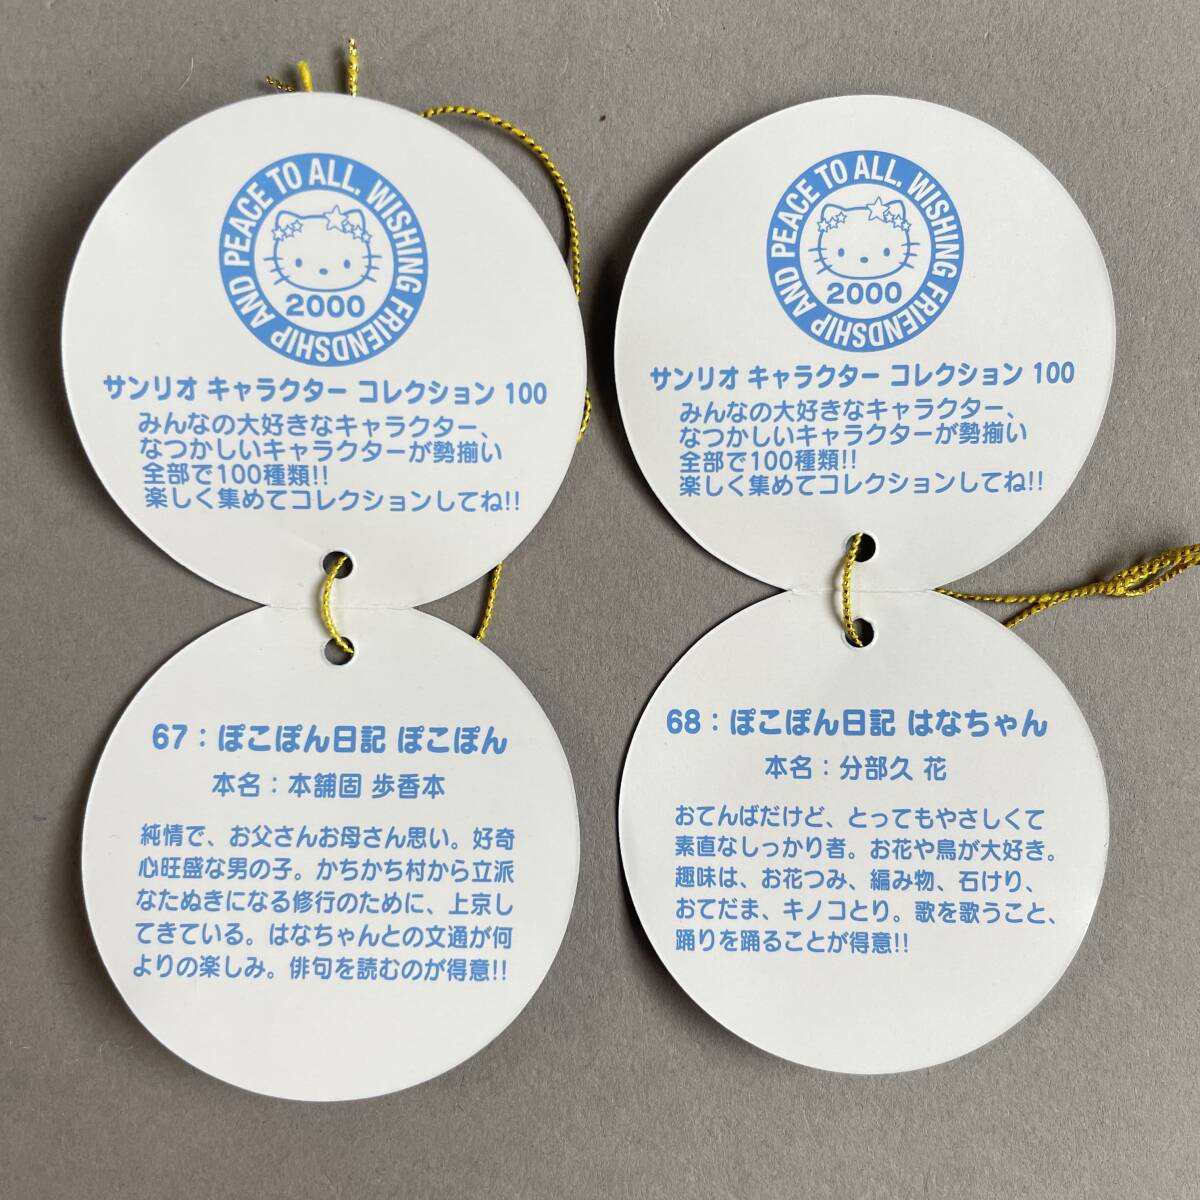 PEACE TO ALL. WISHING FRIENDSHIP AND
2000
サンリオ キャラクター コレクション 100
みんなの大好きなキャラクター、
なつかしいキャラクターが勢揃い
全部で100種類!!
楽しく集めてコレクションしてね!!
67：ぽこぽん日記 ぽこぽん
本名：本舗固 歩香本
純情で、お父さんお母さん思い。好奇
心旺盛な男の子。かちかち村から立派
なたぬきになる修行のために、上京し
てきている。はなちゃんとの文通が何
よりの楽しみ。俳句を読むのが得意!!
PEACE TO ALL. WISHING FRIENDSHIP AND
2000
サンリオ キャラクター コレクション 100
みんなの大好きなキャラクター、
なつかしいキャラクターが勢揃い
全部で100種類!!
楽しく集めてコレクションしてね!!
68：ぽこぽん日記 はなちゃん
本名：分部久 花
おてんばだけど、とってもやさしくて
素直なしっかり者。お花や鳥が大好き。
趣味は、お花つみ、編み物、石けり、
おてだま、キノコとり。歌を歌うこと、
踊りを踊ることが得意!!